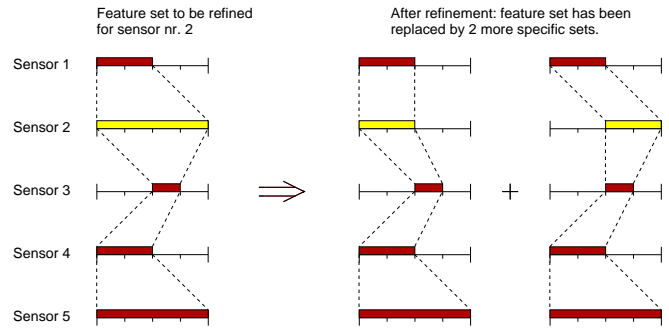 Feature set to be refined
for sensor nr. 2
After refinement: feature set has been
replaced by 2 more specific sets.
Sensor 1
Sensor 2
Sensor 3
+
Sensor 4
Sensor 5